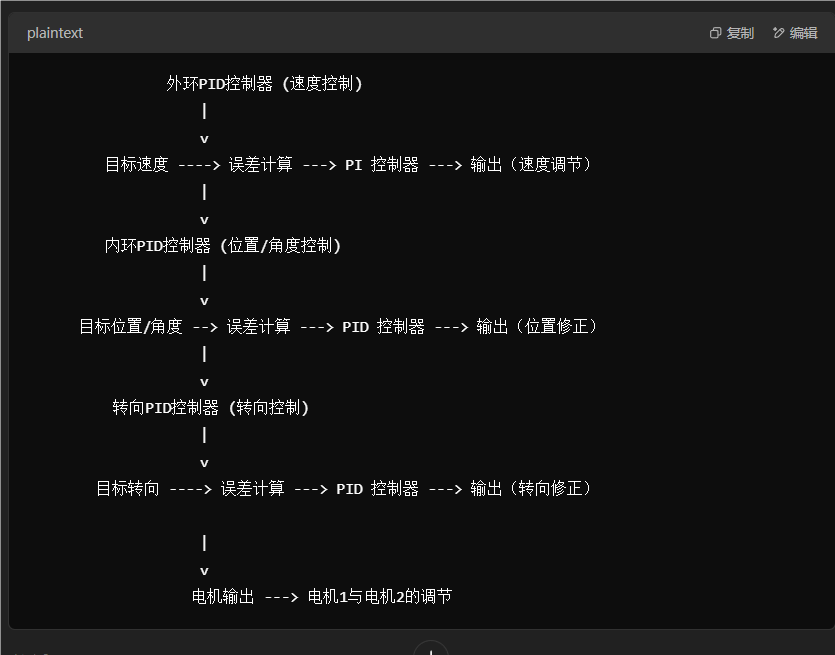 plaintext 复制 编辑
外环PID控制器 (速度控制)
|
v
目标速度 ----> 误差计算 ---> PI 控制器 ---> 输出（速度调节）
|
v
内环PID控制器 (位置/角度控制)
|
v
目标位置/角度 --> 误差计算 ---> PID 控制器 ---> 输出（位置修正）
|
v
转向PID控制器 (转向控制)
|
v
目标转向 ----> 误差计算 ---> PID 控制器 ---> 输出（转向修正）
|
v
电机输出 ---> 电机1与电机2的调节